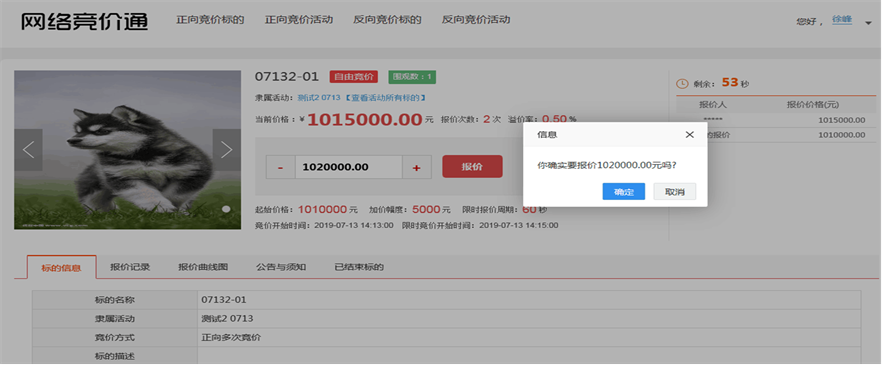 网络竞价通 正向竞价标的 正向竞价活动 反向竞价标的 反向竞价活动 您好， 徐峰
07132-01 自由竞价 围观数：1
隶属活动：测试2 0713 【查看活动所有标的】
当前价格：￥1015000.00 元 报价次数：2 次 溢价率：0.50 %
- 1020000.00 + 报价
起始价格：1010000 元 加价幅度：5000 元 限时报价周期：60 秒
竞价开始时间：2019-07-13 14:13:00 限时竞价开始时间：2019-07-13 14:15:00
剩余：53 秒
报价人 报价价格(元)
***** 1015000.00
的报价 1010000.00
信息
你确实要报价1020000.00元吗?
确定 取消
标的信息 报价记录 报价曲线图 公告与须知 已结束标的
标的名称 07132-01
隶属活动 测试2 0713
竞价方式 正向多次竞价
标的描述